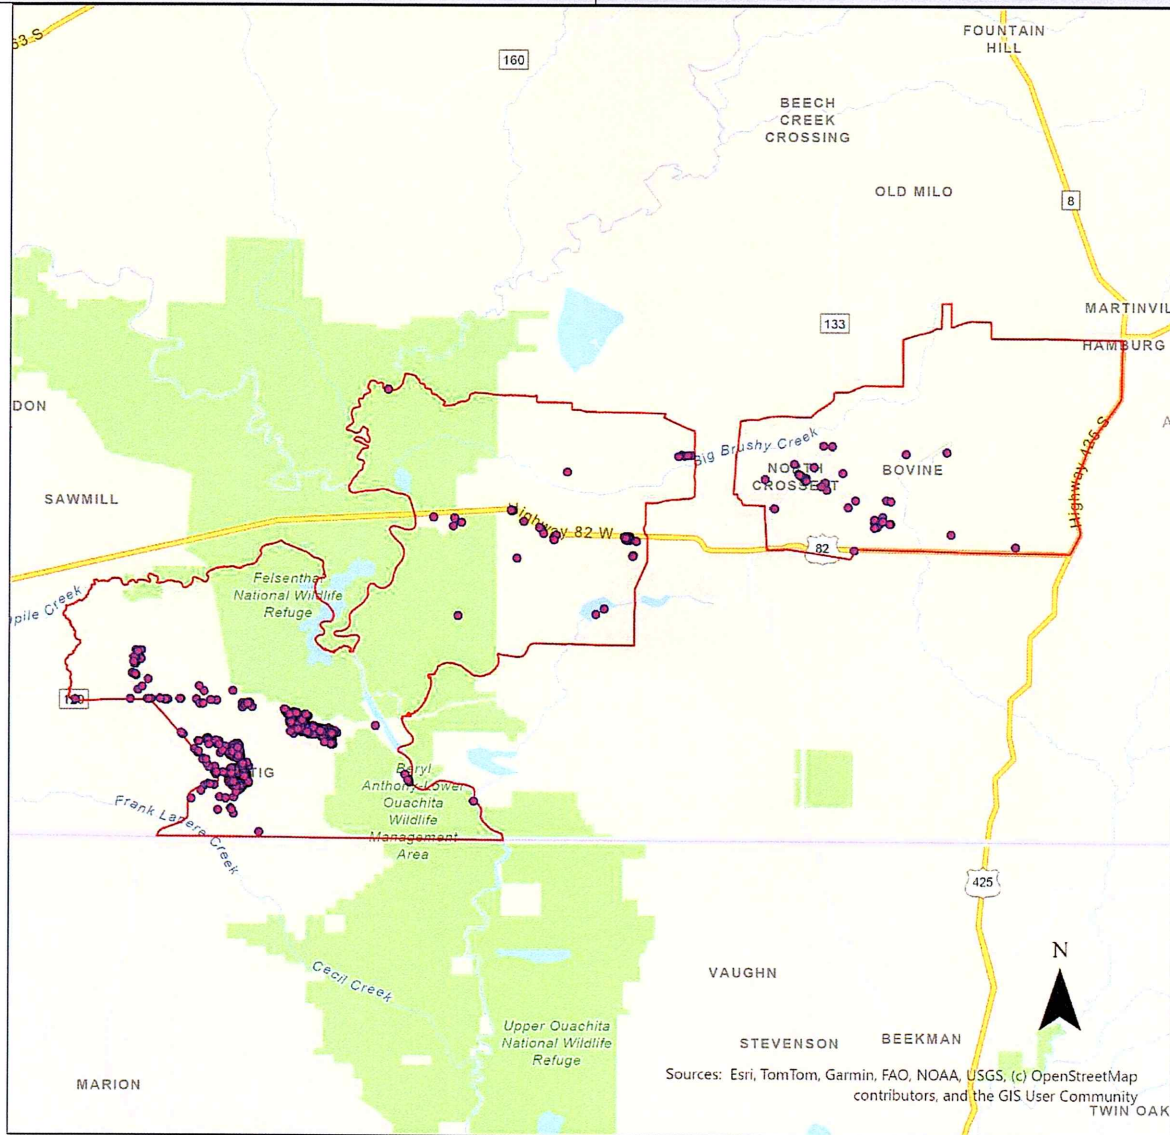 63 S
160
FOUNTAIN
HILL
BEECH
CREEK
CROSSING
OLD MILO
8
MARTINVIL
133
HAMBURG
DON
Big Brushy Creek
NORTH
CROSSETT
BOVINE
Highway 425 S
SAWMILL
Highway 82 W
82
Felsenthal
National Wildlife
Refuge
pile Creek
TIG
Beryl
Anthony-Lower
Ouachita
Wildlife
Management
Area
Frank Lapere Creek
425
N
Cecil Creek
VAUGHN
Upper Ouachita
National Wildlife
Refuge
STEVENSON
BEEKMAN
MARION
Sources: Esri, TomTom, Garmin, FAO, NOAA, USGS, (c) OpenStreetMap
contributors, and the GIS User Community
TWIN OAK